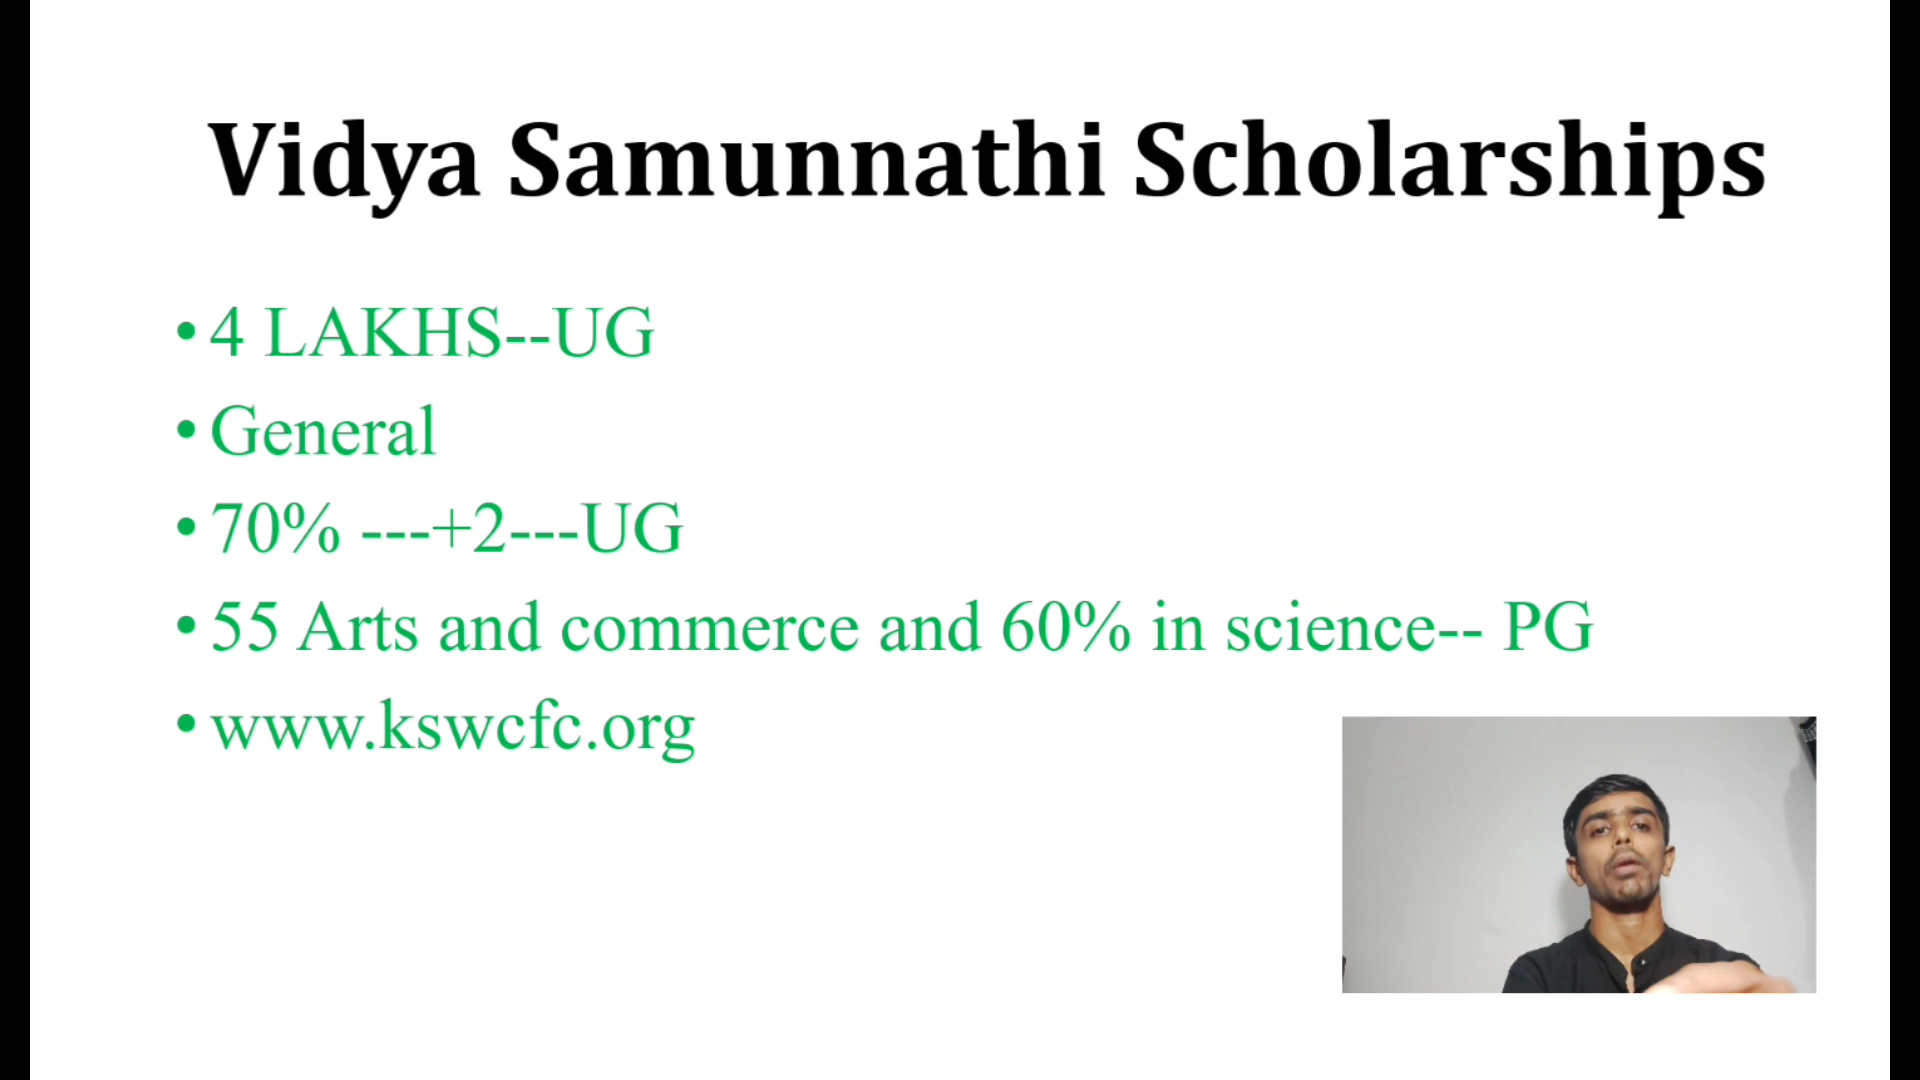 Vidya Samunnathi Scholarships
• 4 LAKHS--UG
• General
• 70% ---+2---UG
• 55 Arts and commerce and 60% in science-- PG
• www.kswcfc.org